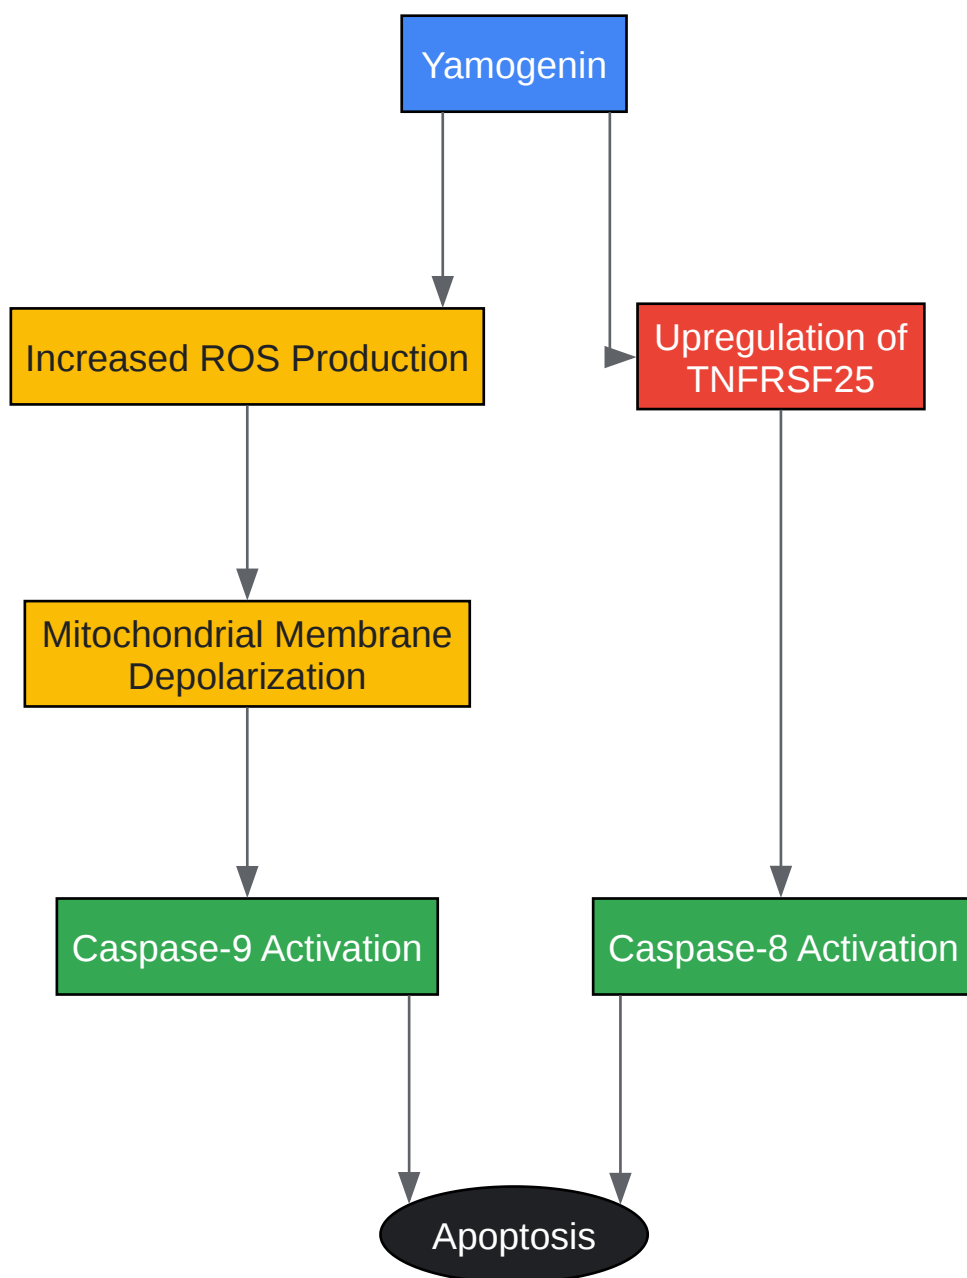 Yamogenin
Increased ROS Production
Upregulation of
TNFRSF25
Mitochondrial Membrane
Depolarization
Caspase-9 Activation
Caspase-8 Activation
Apoptosis